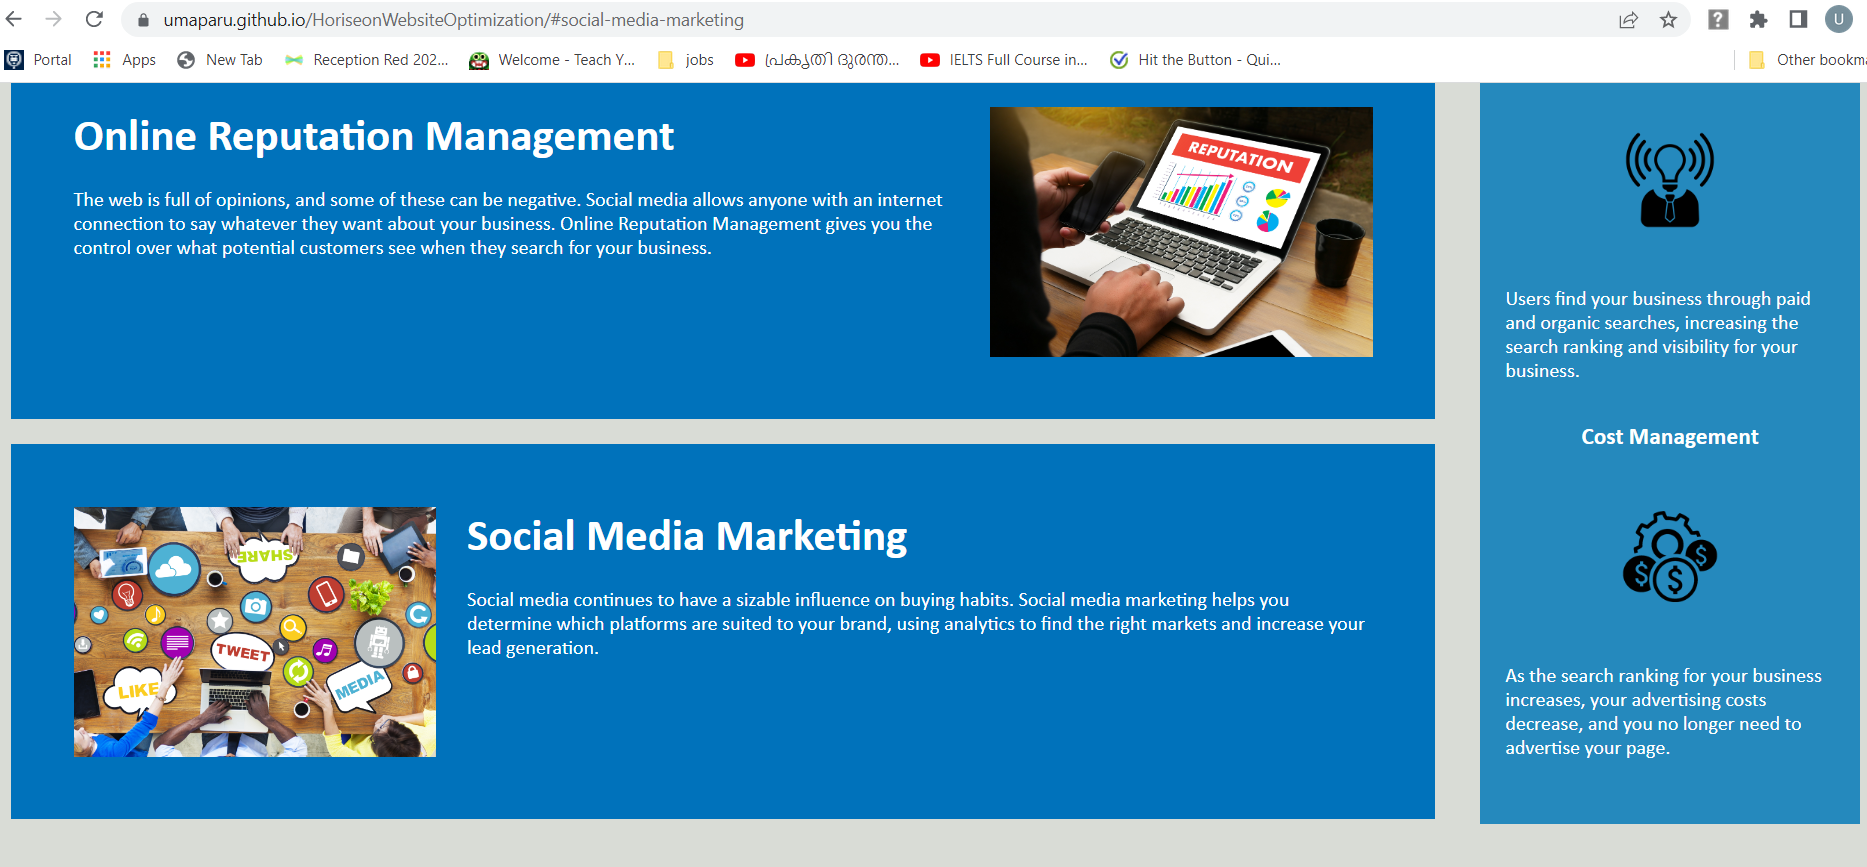 umaparu.github.io/HoriseonWebsiteOptimization/#social-media-marketing
U
Portal
Apps
New Tab
Reception Red 202...
Welcome - Teach Y...
jobs
പ്രകൃതി ദുരന്ത...
IELTS Full Course in...
Hit the Button - Qui...
Other bookma
Online Reputation Management
The web is full of opinions, and some of these can be negative. Social media allows anyone with an internet
connection to say whatever they want about your business. Online Reputation Management gives you the
control over what potential customers see when they search for your business.
REPUTATION
Social Media Marketing
Social media continues to have a sizable influence on buying habits. Social media marketing helps you
determine which platforms are suited to your brand, using analytics to find the right markets and increase your
lead generation.
SHARE
TWEET
LIKE
MEDIA
Users find your business through paid
and organic searches, increasing the
search ranking and visibility for your
business.
Cost Management
$
$
$
As the search ranking for your business
increases, your advertising costs
decrease, and you no longer need to
advertise your page.